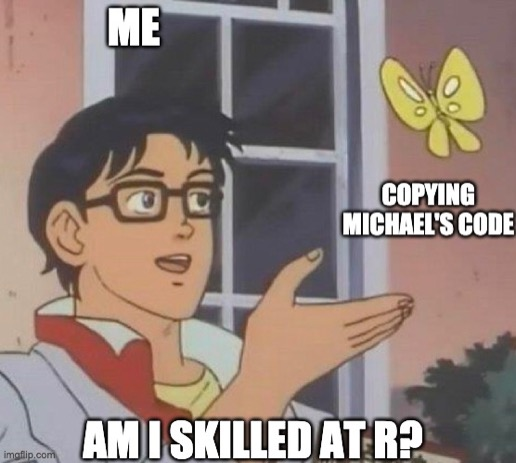 ME
COPYING
MICHAEL'S CODE
AM I SKILLED AT R?
imgflip.com